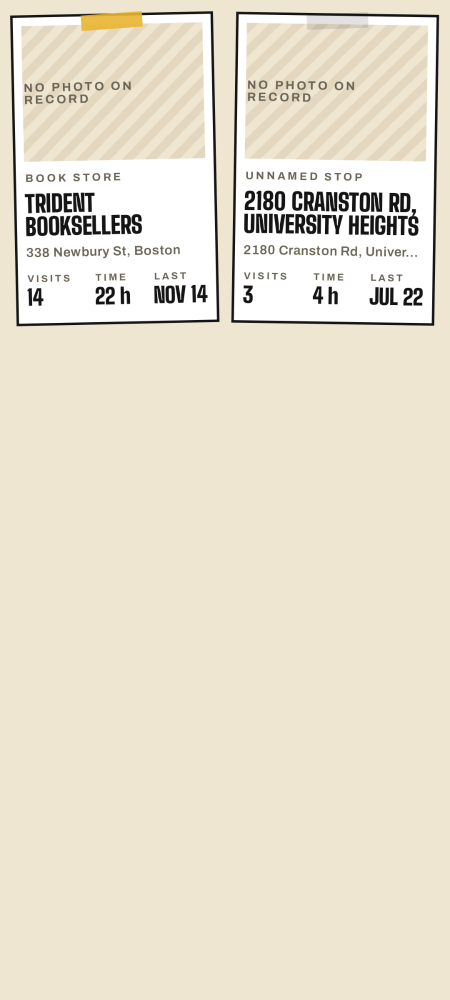 NO PHOTO ON
RECORD
BOOK STORE
TRIDENT
BOOKSELLERS
338 Newbury St, Boston
VISITS TIME LAST
14 22 h NOV 14
NO PHOTO ON
RECORD
UNNAMED STOP
2180 CRANSTON RD,
UNIVERSITY HEIGHTS
2180 Cranston Rd, Univer...
VISITS TIME LAST
3 4 h JUL 22